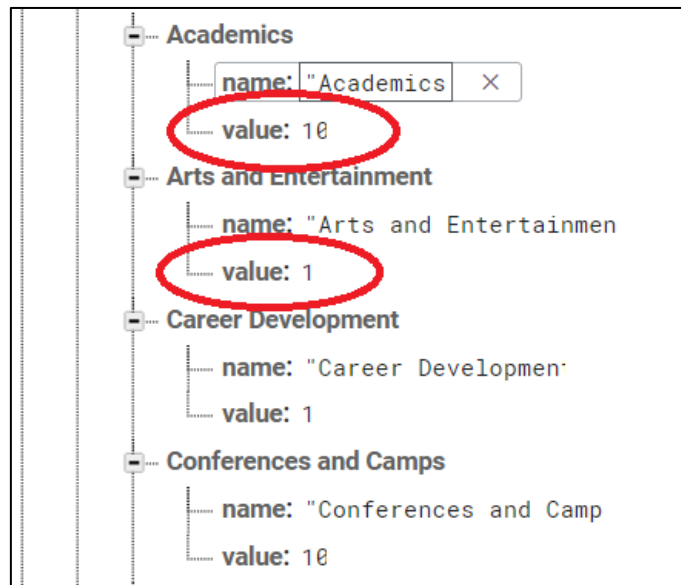 Academics
name: "Academics ×
value: 10
Arts and Entertainment
name: "Arts and Entertainmen
value: 1
Career Development
name: "Career Developmen
value: 1
Conferences and Camps
name: "Conferences and Camp
value: 10